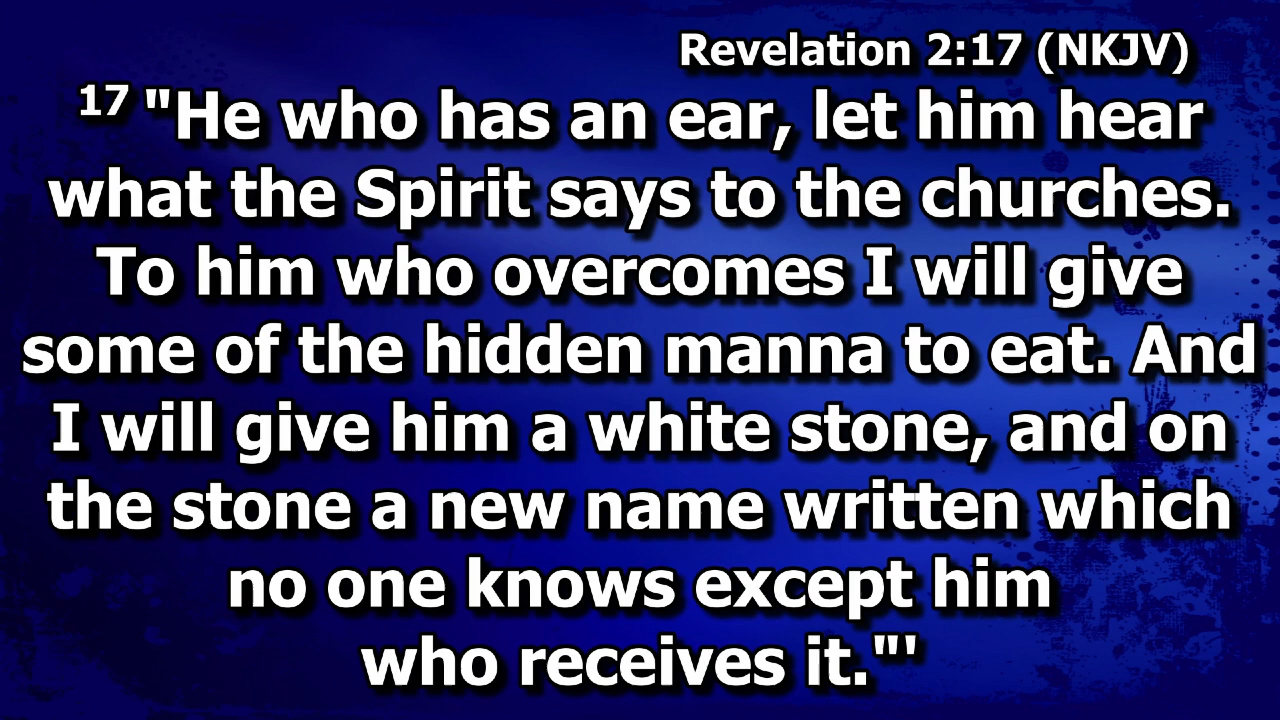 Revelation 2:17 (NKJV)
17 "He who has an ear, let him hear
what the Spirit says to the churches.
To him who overcomes I will give
some of the hidden manna to eat. And
I will give him a white stone, and on
the stone a new name written which
no one knows except him
who receives it."'